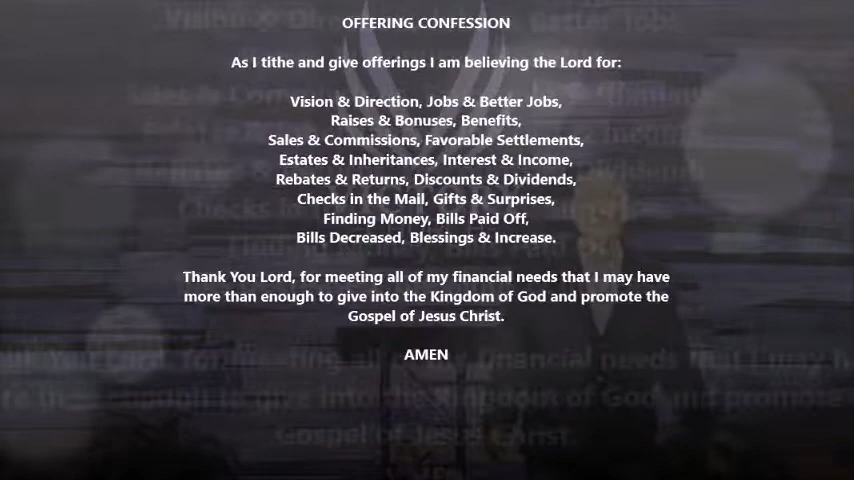 OFFERING CONFESSION
As I tithe and give offerings I am believing the Lord for:
Vision & Direction, Jobs & Better Jobs,
Raises & Bonuses, Benefits,
Sales & Commissions, Favorable Settlements,
Estates & Inheritances, Interest & Income,
Rebates & Returns, Discounts & Dividends,
Checks in the Mail, Gifts & Surprises,
Finding Money, Bills Paid Off,
Bills Decreased, Blessings & Increase.
Thank You Lord, for meeting all of my financial needs that I may have
more than enough to give into the Kingdom of God and promote the
Gospel of Jesus Christ.
AMEN